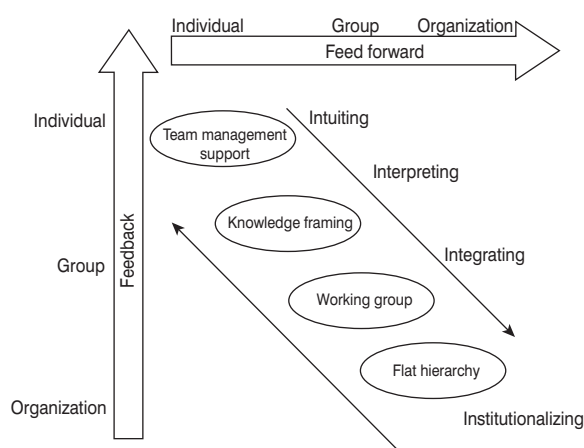 Individual Group Organization
Feed forward
Individual
Intuiting
Team management
support
Interpreting
Knowledge framing
Feedback
Group
Integrating
Working group
Flat hierarchy
Organization
Institutionalizing